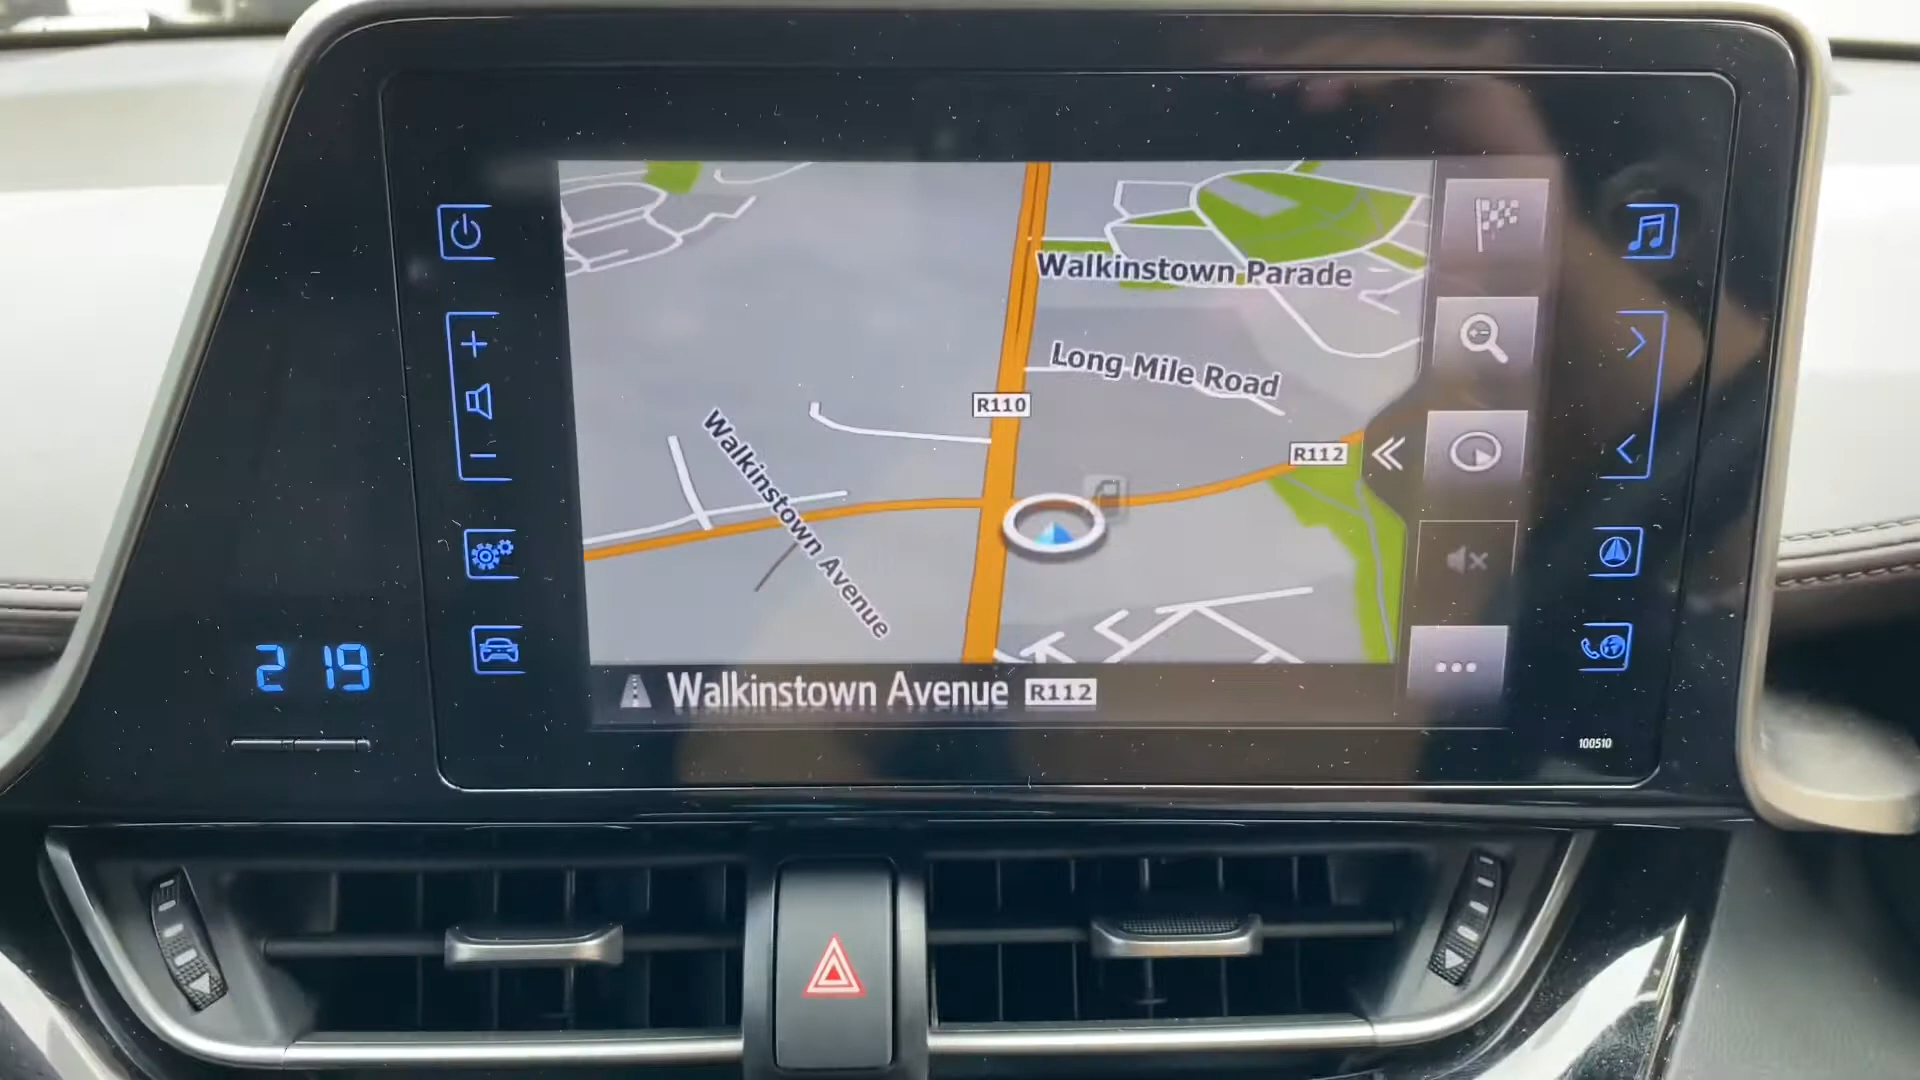 Walkinstown Parade
Long Mile Road
R110
Walkinstown Avenue
R112
Walkinstown Avenue R112
2 19
100510